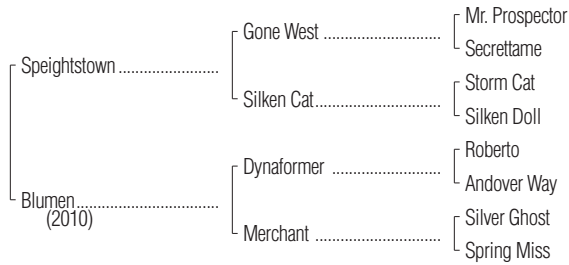 Mr. Prospector
Gone West
Secrettame
Speightstown
Storm Cat
Silken Cat
Silken Doll
Roberto
Dynaformer
Andover Way
Blumen
(2010)
Silver Ghost
Merchant
Spring Miss